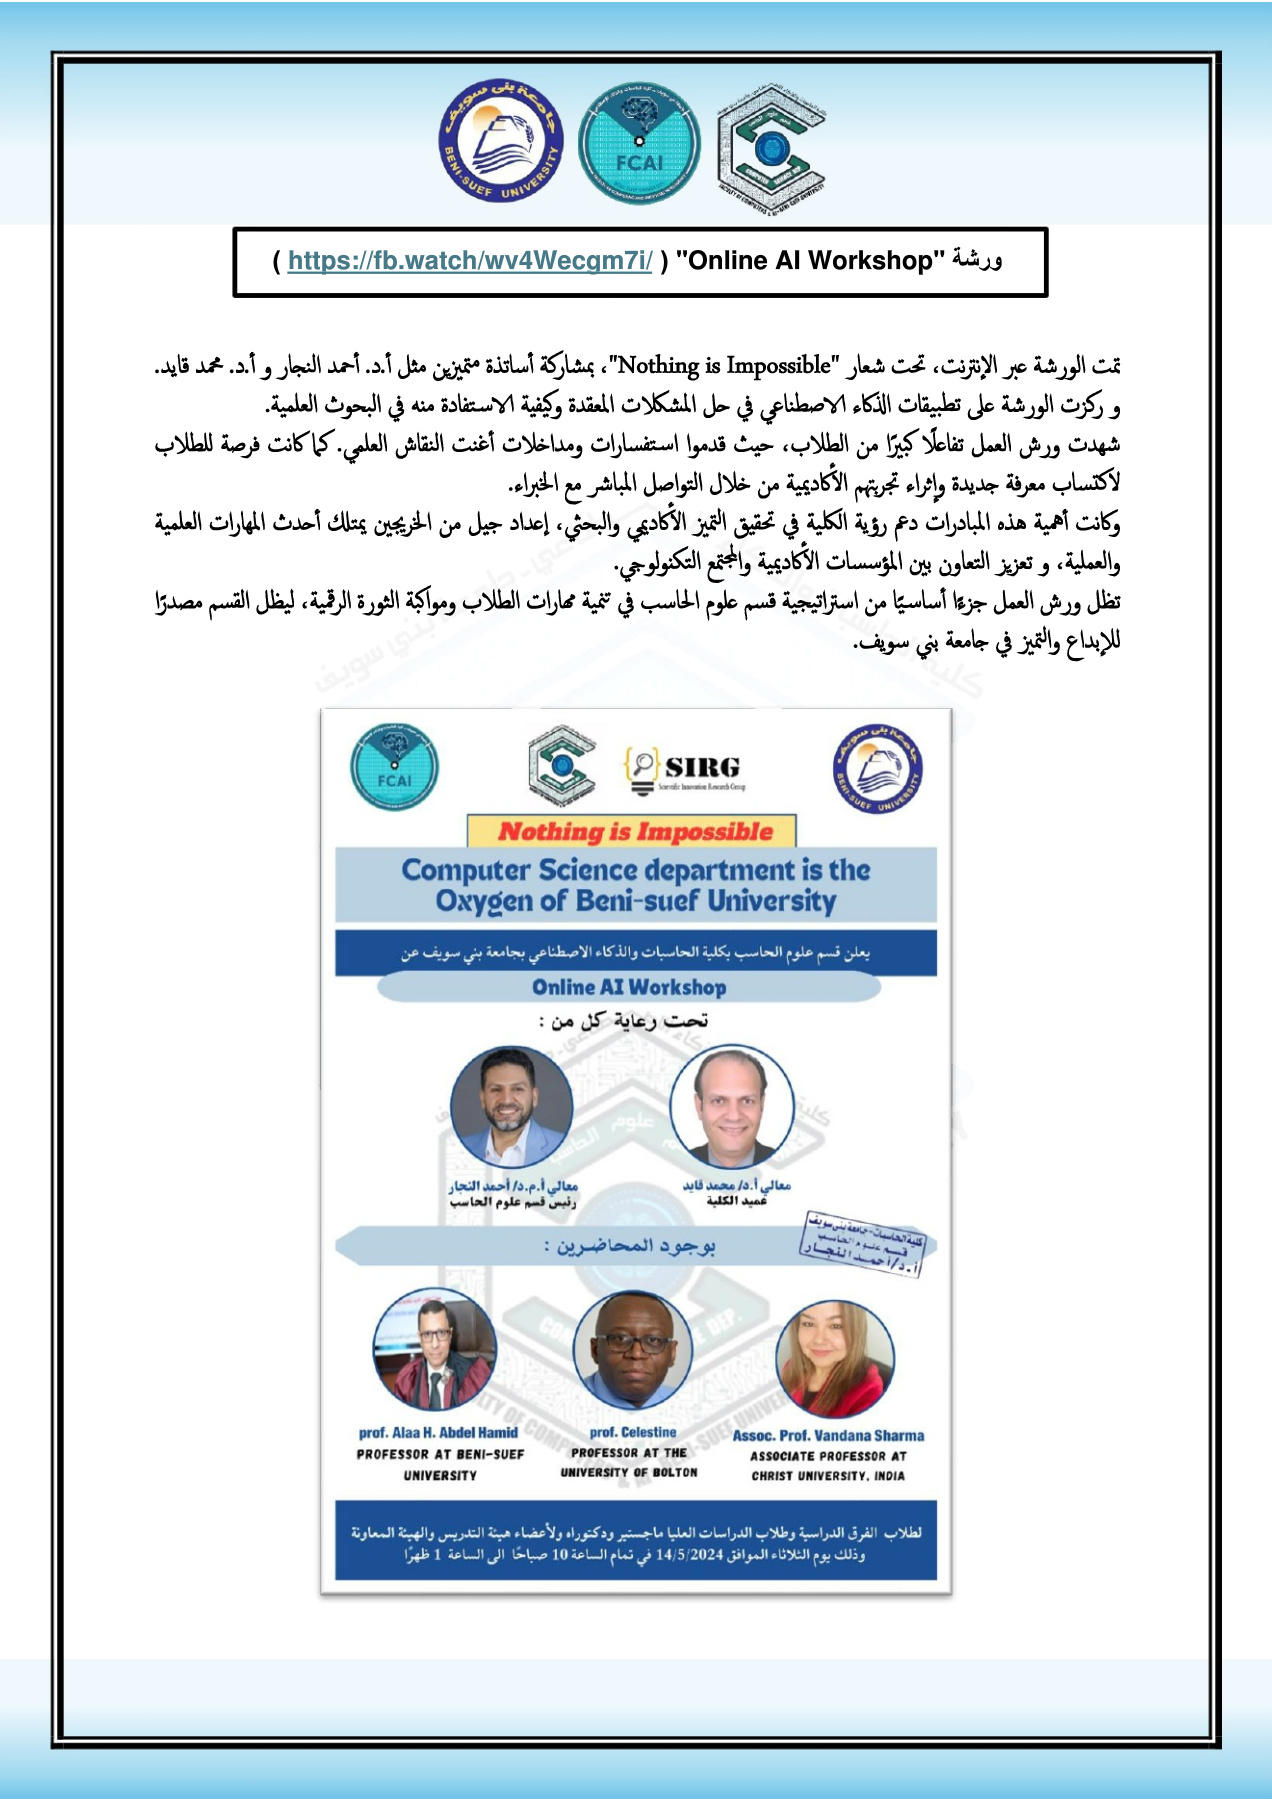 جامعة بنى سويف
BENI-SUEF UNIVERSITY
FCAI
ورشة "Online AI Workshop" ( https://fb.watch/wv4Wecgm7i/ )
تمت الورشة عبر الإنترنت، تحت شعار "Nothing is Impossible"، بمشاركة أساتذة متميزين مثل أ.د. أحمد النجار و أ.د. محمد قايد.
و ركزت الورشة على تطبيقات الذكاء الاصطناعي في حل المشكلات المعقدة وكيفية الاستفادة منه في البحوث العلمية.
شهدت ورش العمل تفاعلًا كبيرًا من الطلاب، حيث قدموا استفسارات ومداخلات أغنت النقاش العلمي. كما كانت فرصة للطلاب
لاكتساب معرفة جديدة وإثراء تجربتهم الأكاديمية من خلال التواصل المباشر مع الخبراء.
وكانت أهمية هذه المبادرات دعم رؤية الكلية في تحقيق التميز الأكاديمي والبحثي، إعداد جيل من الخريجين يمتلك أحدث المهارات العلمية
والعملية، و تعزيز التعاون بين المؤسسات الأكاديمية والمجتمع التكنولوجي.
تظل ورش العمل جزءًا أساسيًا من استراتيجية قسم علوم الحاسب في تنمية مهارات الطلاب ومواكبة الثورة الرقمية، ليظل القسم مصدرًا
للإبداع والتميز في جامعة بني سويف.
FCAI
SIRG
Scientific Innovation Research Group
جامعة بنى سويف
BENI-SUEF UNIVERSITY
Nothing is Impossible
Computer Science department is the
Oxygen of Beni-suef University
يعلن قسم علوم الحاسب بكلية الحاسبات والذكاء الاصطناعي بجامعة بني سويف عن
Online AI Workshop
تحت رعاية كل من :
معالي أ.د/ محمد قايد
عميد الكلية
معالي أ.م.د/ أحمد النجار
رئيس قسم علوم الحاسب
بوجود المحاضرين :
كلية الحاسبات-جامعة بنى سويف
قسم علوم الحاسب
أ.د/أحمد النجار
prof. Alaa H. Abdel Hamid
PROFESSOR AT BENI-SUEF
UNIVERSITY
prof. Celestine
PROFESSOR AT THE
UNIVERSITY OF BOLTON
Assoc. Prof. Vandana Sharma
ASSOCIATE PROFESSOR AT
CHRIST UNIVERSITY, INDIA
لطلاب الفرق الدراسية وطلاب الدراسات العليا ماجستير ودكتوراه ولأعضاء هيئة التدريس والهيئة المعاونة
وذلك يوم الثلاثاء الموافق 14/5/2024 في تمام الساعة 10 صباحًا الى الساعة 1 ظهرًا